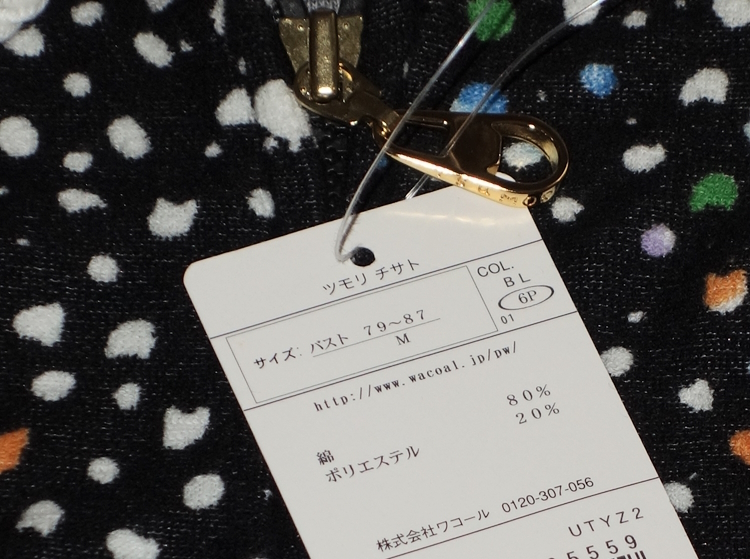 ツモリ チサト
COL.
BL
6P
01
サイズ: バスト 79~87
M
http://www.wacoal.jp/pw/
綿 80%
ポリエステル 20%
株式会社ワコール 0120-307-056
UTYZ2
5559